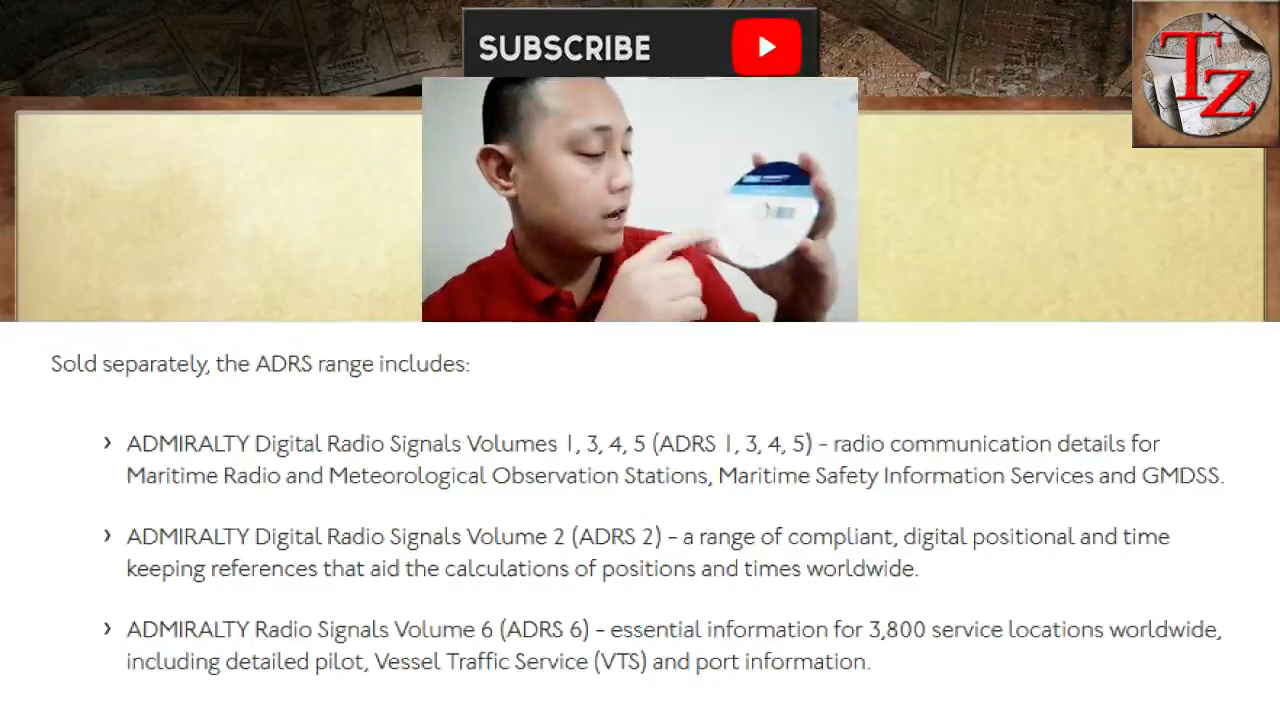 SUBSCRIBE
TZ
Sold separately, the ADRS range includes:
› ADMIRALTY Digital Radio Signals Volumes 1, 3, 4, 5 (ADRS 1, 3, 4, 5) - radio communication details for
Maritime Radio and Meteorological Observation Stations, Maritime Safety Information Services and GMDSS.
› ADMIRALTY Digital Radio Signals Volume 2 (ADRS 2) - a range of compliant, digital positional and time
keeping references that aid the calculations of positions and times worldwide.
› ADMIRALTY Radio Signals Volume 6 (ADRS 6) - essential information for 3,800 service locations worldwide,
including detailed pilot, Vessel Traffic Service (VTS) and port information.